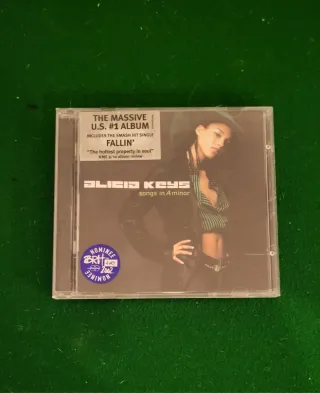 THE MASSIVE
U.S. #1 ALBUM
INCLUDES THE SMASH HIT SINGLE
FALLIN'
"The hottest property in soul"
ALICIA KEYS
songs in A minor
NOMINEE
NOMINEE